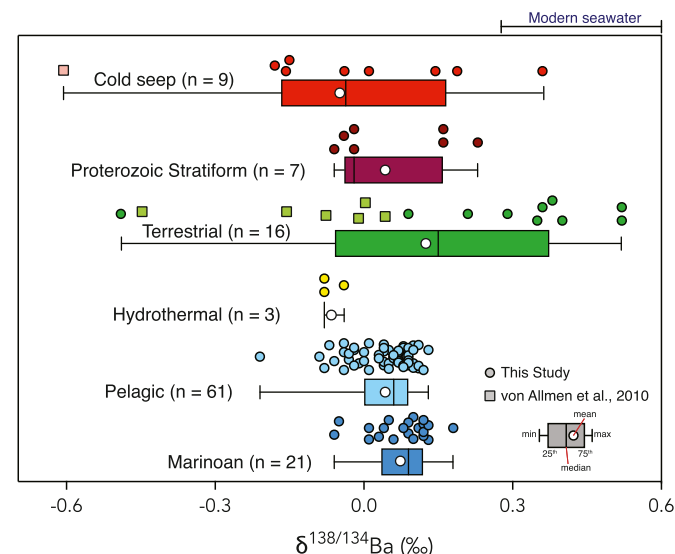 Modern seawater
Cold seep (n = 9)
Proterozoic Stratiform (n = 7)
Terrestrial (n = 16)
Hydrothermal (n = 3)
Pelagic (n = 61)
Marinoan (n = 21)
This Study
von Allmen et al., 2010
mean
min
max
25th
75th
median
-0.6 -0.3 0.0 0.3 0.6
δ138/134Ba (‰)